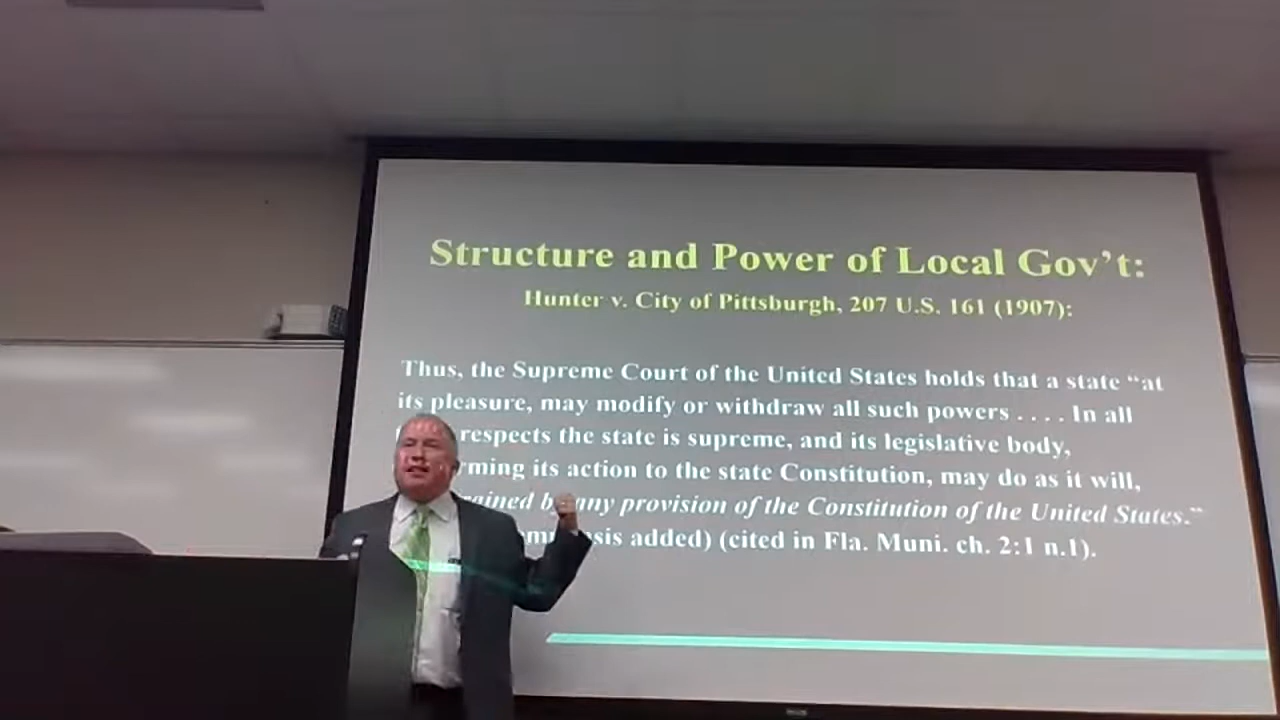 Structure and Power of Local Gov't:
Hunter v. City of Pittsburgh, 207 U.S. 161 (1907):
Thus, the Supreme Court of the United States holds that a state “at
its pleasure, may modify or withdraw all such powers . . . . In all
respects the state is supreme, and its legislative body,
its action to the state Constitution, may do as it will,
any provision of the Constitution of the United States.”
added) (cited in Fla. Muni. ch. 2:1 n.1).